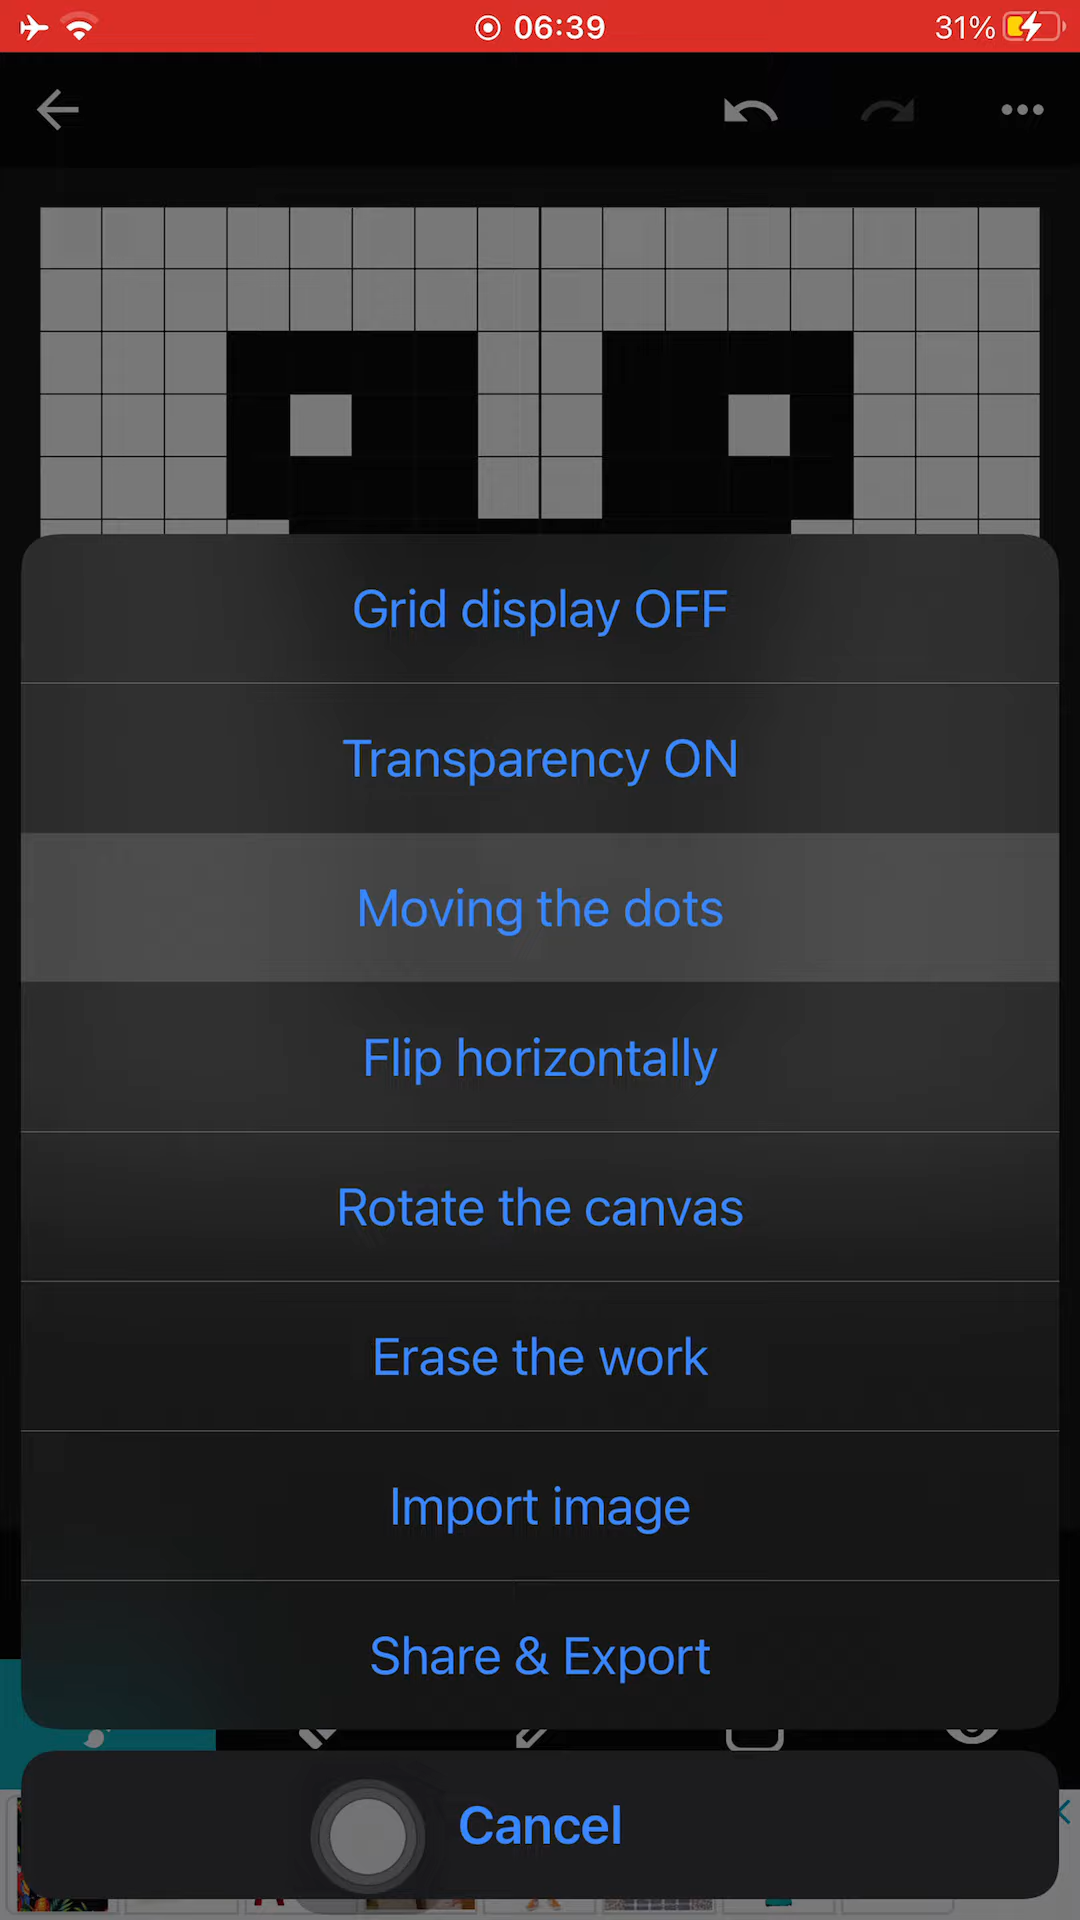 06:39
31%
Grid display OFF
Transparency ON
Moving the dots
Flip horizontally
Rotate the canvas
Erase the work
Import image
Share & Export
Cancel